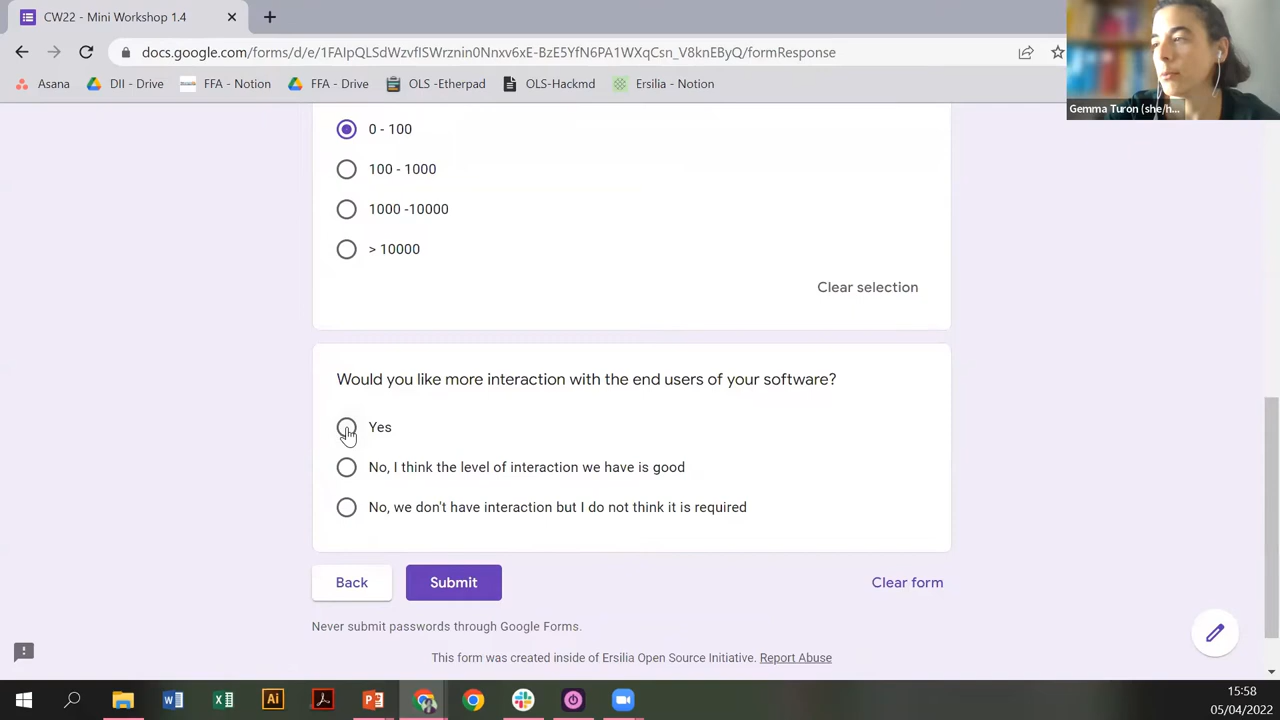 CW22 - Mini Workshop 1.4
docs.google.com/forms/d/e/1FAIpQLSdWzvflSWrznin0Nnxv6xE-BzE5YfN6PA1WXqCsn_V8knEByQ/formResponse
Asana
DII - Drive
FFA - Notion
FFA - Drive
OLS -Etherpad
OLS-Hackmd
Ersilia - Notion
Gemma Turon (she/h...
0 - 100
100 - 1000
1000 -10000
> 10000
Clear selection
Would you like more interaction with the end users of your software?
Yes
No, I think the level of interaction we have is good
No, we don't have interaction but I do not think it is required
Back
Submit
Clear form
Never submit passwords through Google Forms.
This form was created inside of Ersilia Open Source Initiative. Report Abuse
15:58
05/04/2022